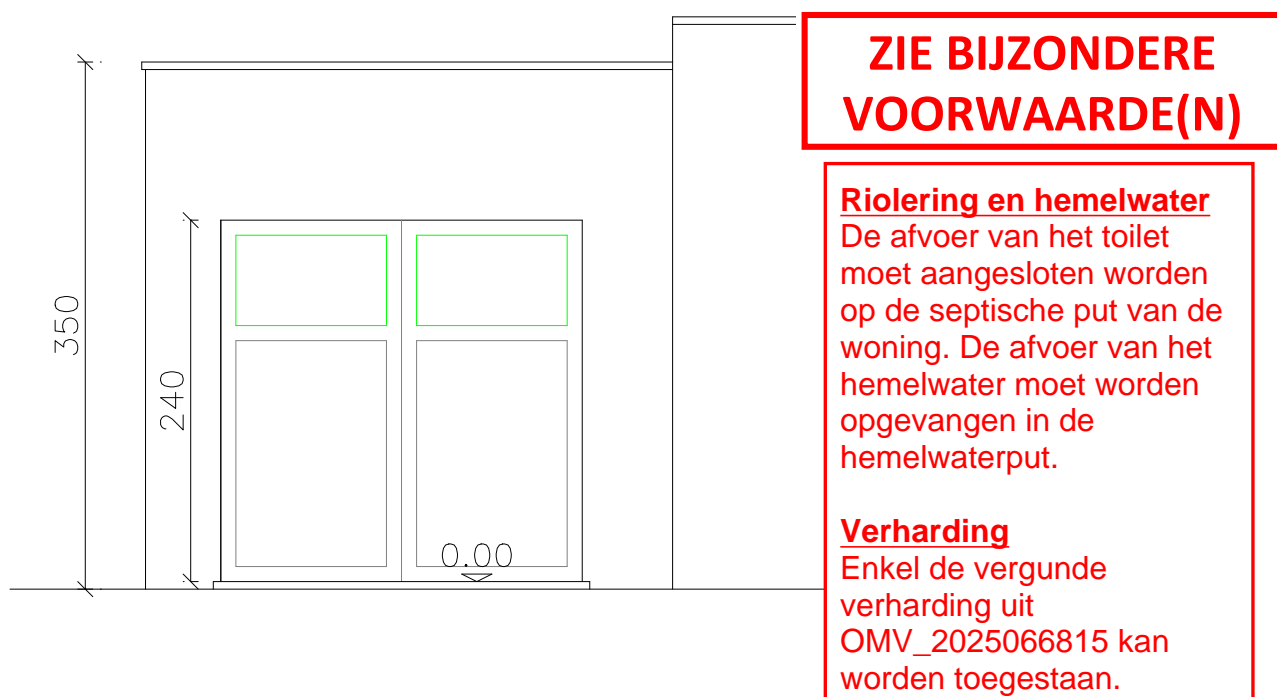 ZIE BIJZONDERE
VOORWAARDE(N)
350
240
0.00
Riolering en hemelwater
De afvoer van het toilet
moet aangesloten worden
op de septische put van de
woning. De afvoer van het
hemelwater moet worden
opgevangen in de
hemelwaterput.
Verharding
Enkel de vergunde
verharding uit
OMV_2025066815 kan
worden toegestaan.